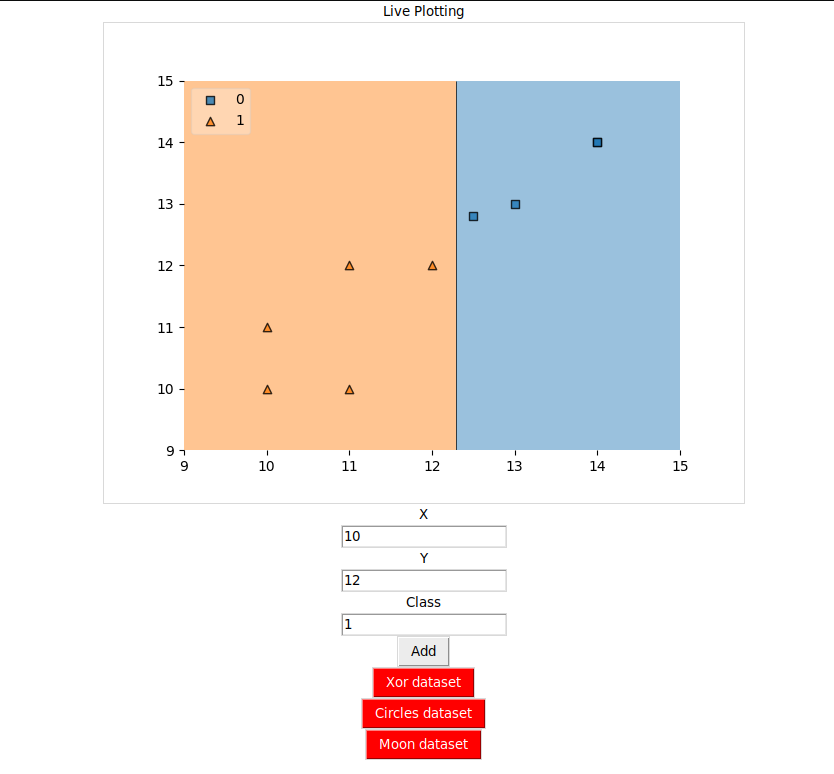 Live Plotting
15
0
1
14
13
12
11
10
9
9 10 11 12 13 14 15
X
10
Y
12
Class
1
Add
Xor dataset
Circles dataset
Moon dataset